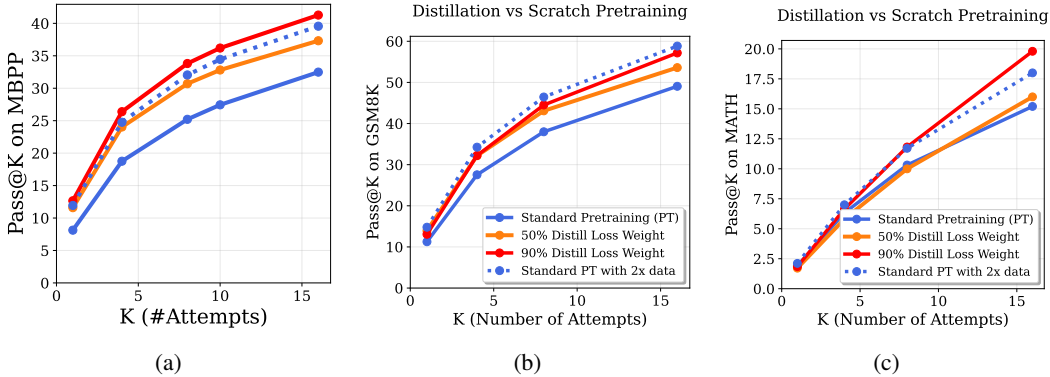 Pass@K on MBPP
40
35
30
25
20
15
10
5
0
0
5
10
15
K (#Attempts)
(a)
Distillation vs Scratch Pretraining
Pass@K on GSM8K
60
50
40
30
20
10
0
0
5
10
15
Standard Pretraining (PT)
50% Distill Loss Weight
90% Distill Loss Weight
Standard PT with 2x data
K (Number of Attempts)
(b)
Distillation vs Scratch Pretraining
Pass@K on MATH
20.0
17.5
15.0
12.5
10.0
7.5
5.0
2.5
0.0
0
5
10
15
Standard Pretraining (PT)
50% Distill Loss Weight
90% Distill Loss Weight
Standard PT with 2x data
K (Number of Attempts)
(c)